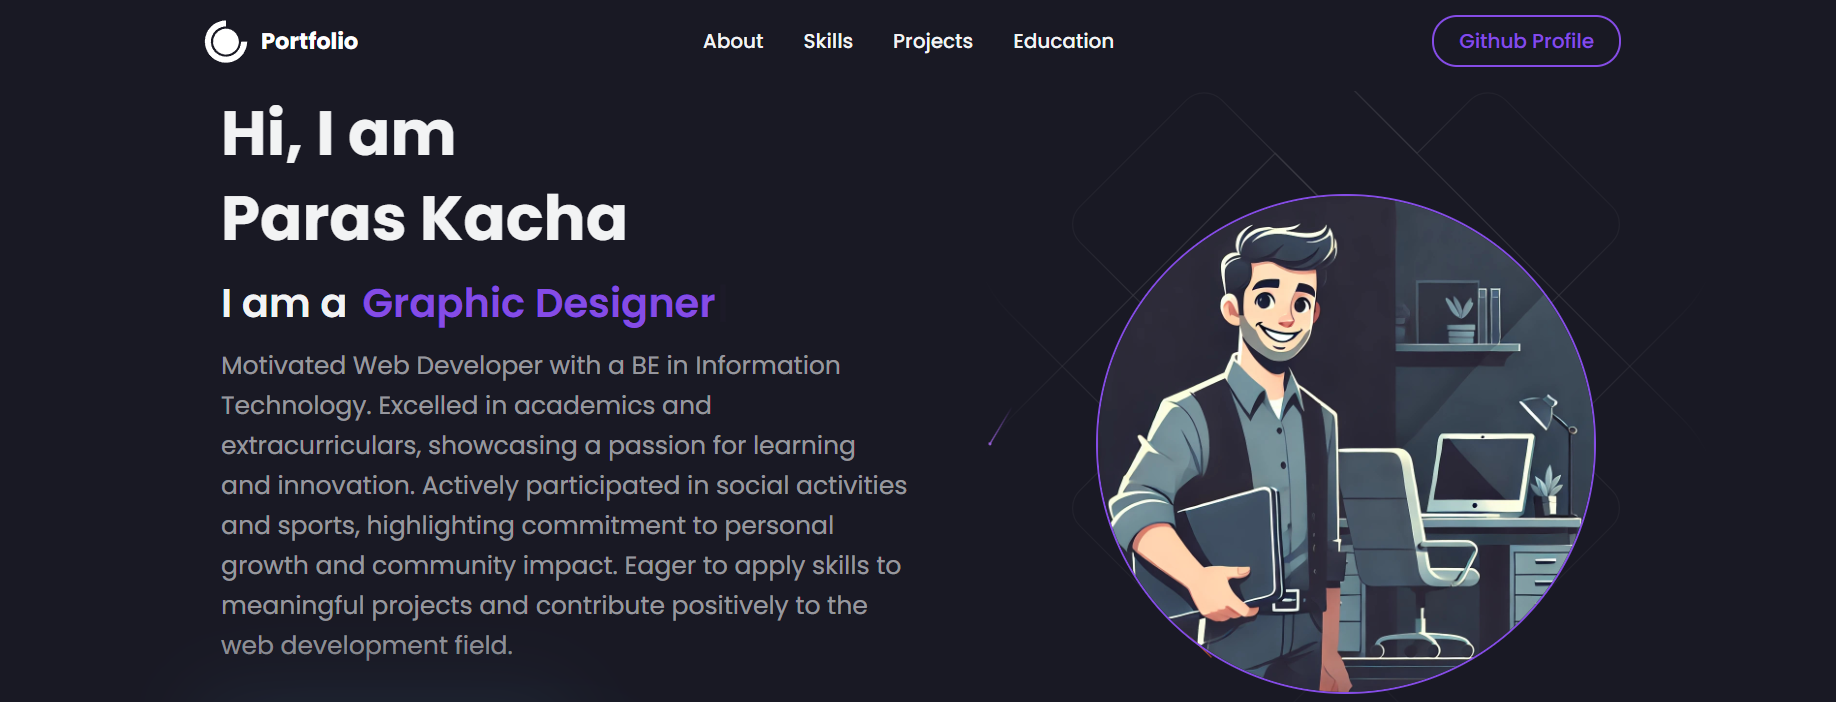 Portfolio
About
Skills
Projects
Education
Github Profile
Hi, I am
Paras Kacha
I am a Graphic Designer
Motivated Web Developer with a BE in Information
Technology. Excelled in academics and
extracurriculars, showcasing a passion for learning
and innovation. Actively participated in social activities
and sports, highlighting commitment to personal
growth and community impact. Eager to apply skills to
meaningful projects and contribute positively to the
web development field.